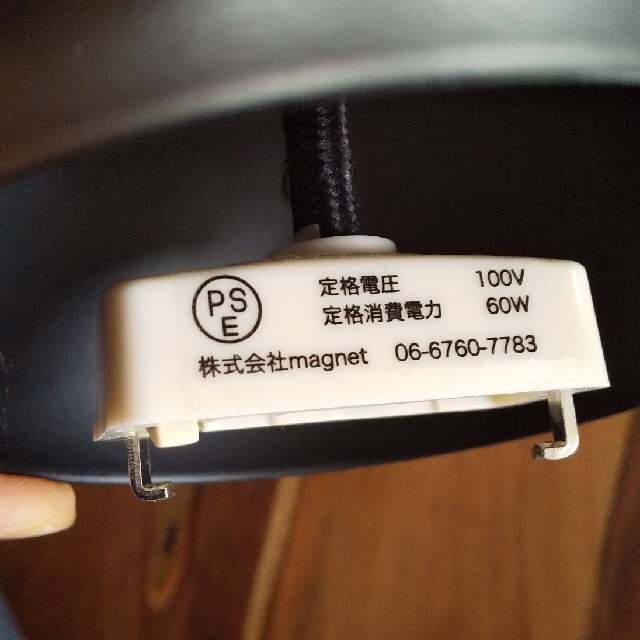 PS
E
定格電圧 100V
定格消費電力 60W
株式会社magnet 06-6760-7783